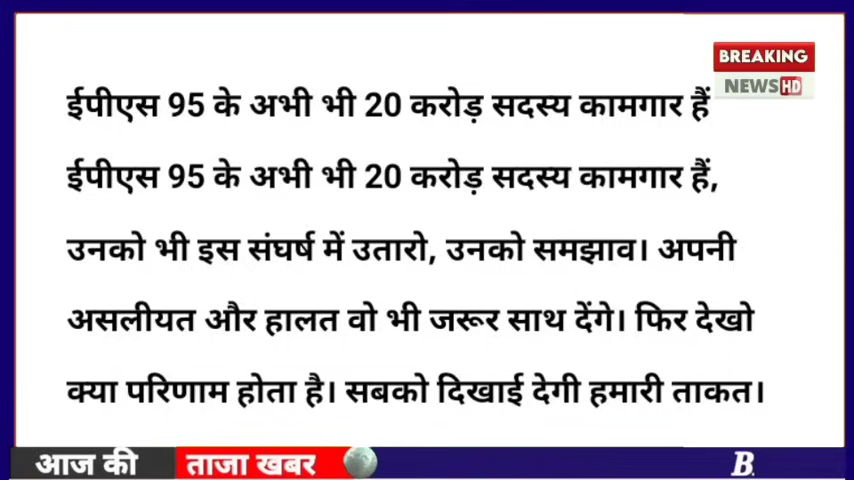 BREAKING
NEWS HD
ईपीएस 95 के अभी भी 20 करोड़ सदस्य कामगार हैं
ईपीएस 95 के अभी भी 20 करोड़ सदस्य कामगार हैं,
उनको भी इस संघर्ष में उतारो, उनको समझाव। अपनी
असलीयत और हालत वो भी जरूर साथ देंगे। फिर देखो
क्या परिणाम होता है। सबको दिखाई देगी हमारी ताकत।
आज की ताजा खबर B.